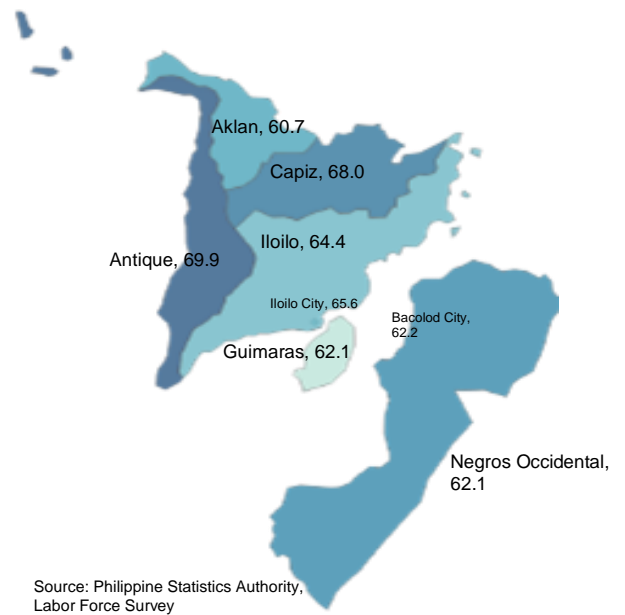 Aklan, 60.7
Capiz, 68.0
Iloilo, 64.4
Antique, 69.9
Iloilo City, 65.6
Bacolod City,
62.2
Guimaras, 62.1
Negros Occidental,
62.1
Source: Philippine Statistics Authority,
Labor Force Survey